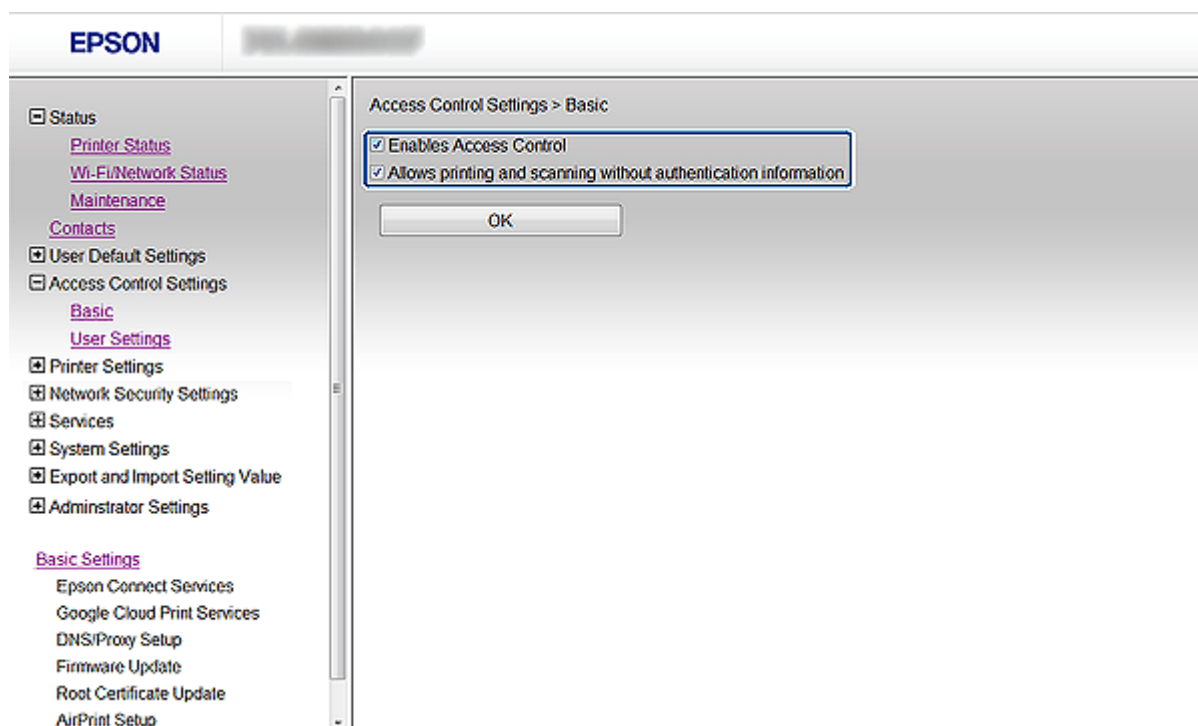 EPSON
Status
Printer Status
Wi-Fi/Network Status
Maintenance
Contacts
User Default Settings
Access Control Settings
Basic
User Settings
Printer Settings
Network Security Settings
Services
System Settings
Export and Import Setting Value
Adminstrator Settings
Basic Settings
Epson Connect Services
Google Cloud Print Services
DNS/Proxy Setup
Firmware Update
Root Certificate Update
AirPrint Setup
Access Control Settings > Basic
Enables Access Control
Allows printing and scanning without authentication information
OK